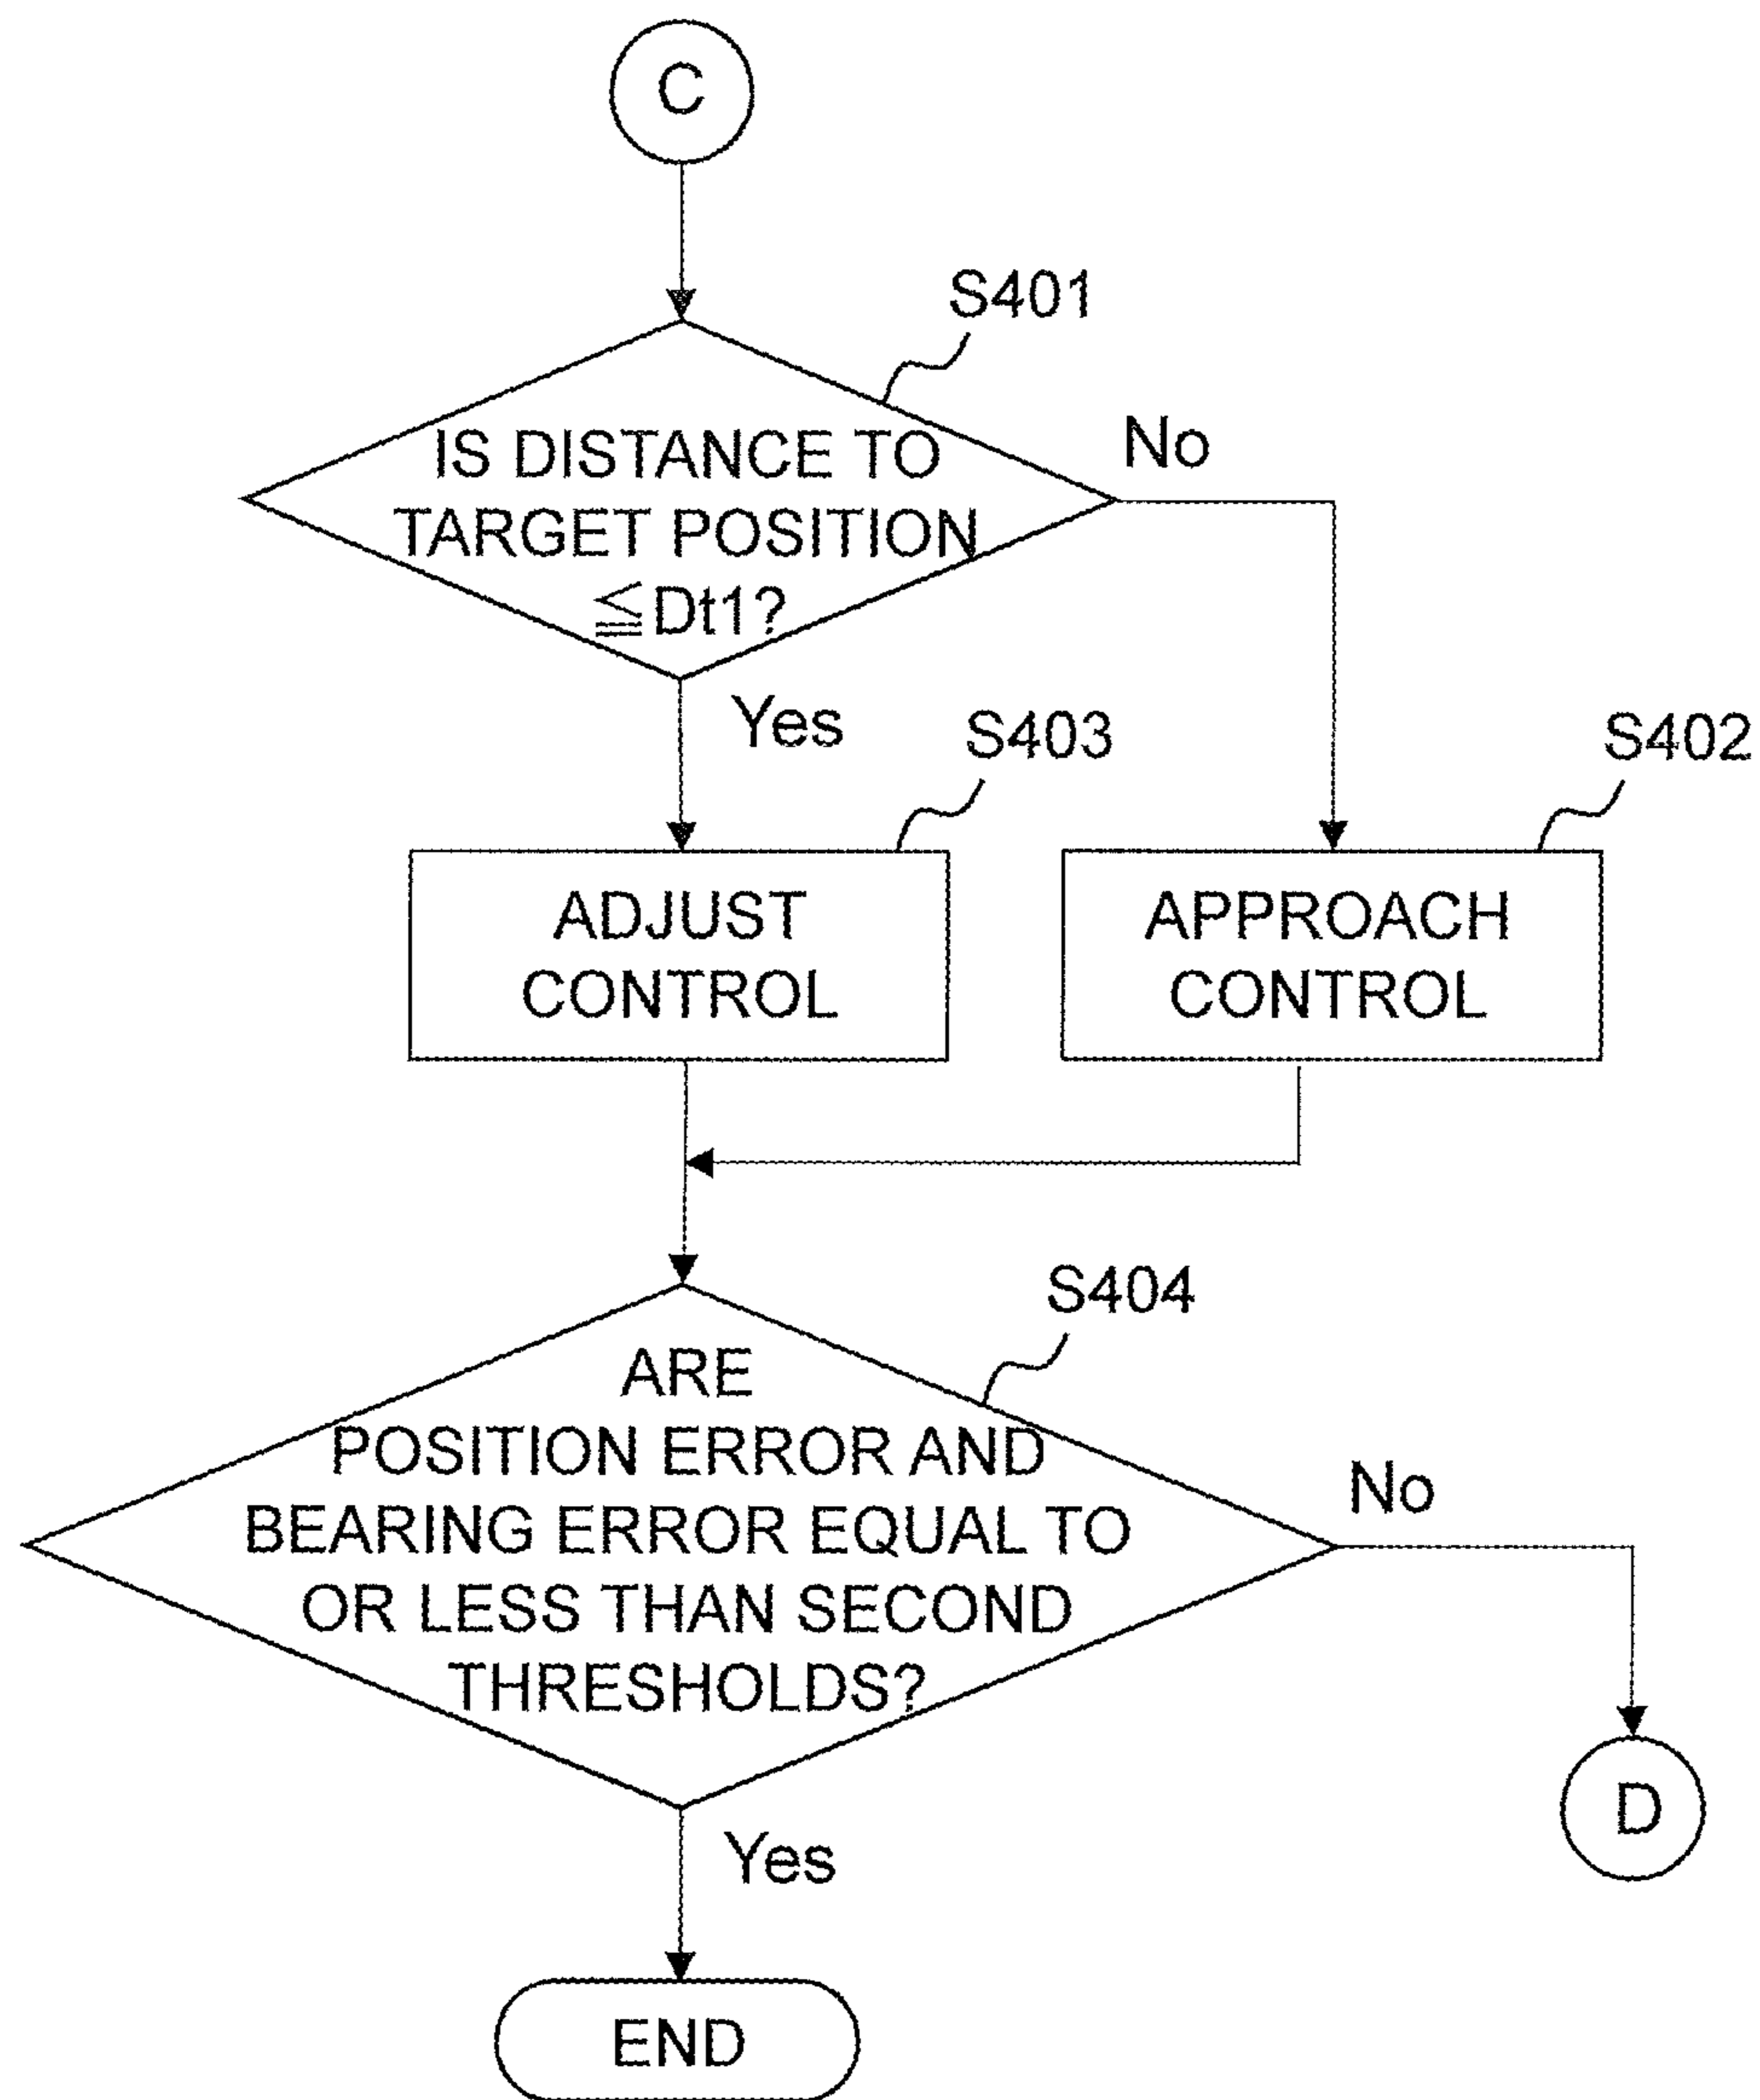 C
S401
IS DISTANCE TO
TARGET POSITION
≦Dt1?
No
Yes
S403
S402
ADJUST
CONTROL
APPROACH
CONTROL
S404
ARE
POSITION ERROR AND
BEARING ERROR EQUAL TO
OR LESS THAN SECOND
THRESHOLDS?
No
D
Yes
END